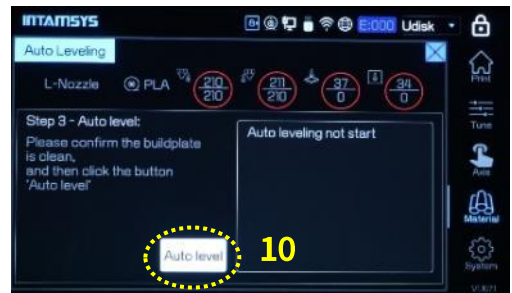 INTAMSYS
E:000 Udisk
Auto Leveling
L-Nozzle PLA 210 210 211 210 37 0 34 0
Print
Step 3 - Auto level:
Please confirm the buildplate
is clean,
and then click the button
"Auto level"
Auto leveling not start
Tune
Axis
Material
Auto level 10
System